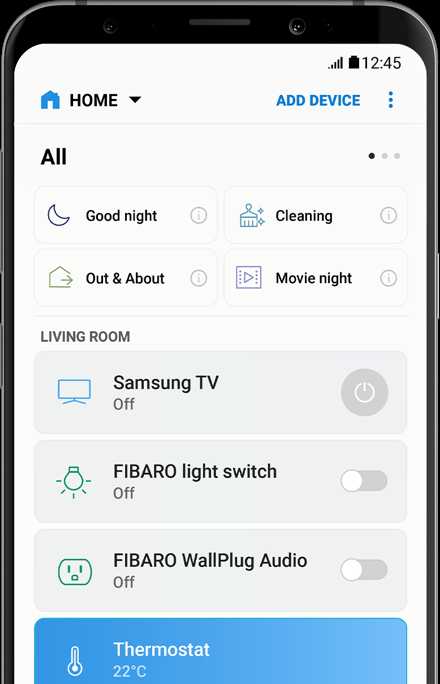 12:45
HOME
ADD DEVICE
All
Good night
Cleaning
Out & About
Movie night
LIVING ROOM
Samsung TV
Off
FIBARO light switch
Off
FIBARO WallPlug Audio
Off
Thermostat
22°C